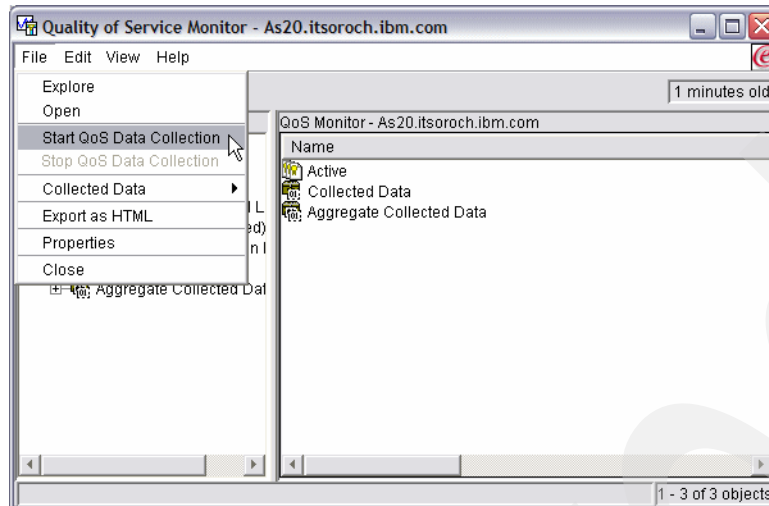 Quality of Service Monitor - As20.itsoroch.ibm.com
File Edit View Help
1 minutes old
Explore
Open
Start QoS Data Collection
Stop QoS Data Collection
Collected Data
Export as HTML
Properties
Close
L
ed)
n l
Aggregate Collected Dat
QoS Monitor - As20.itsoroch.ibm.com
Name
Active
Collected Data
Aggregate Collected Data
1 - 3 of 3 objects